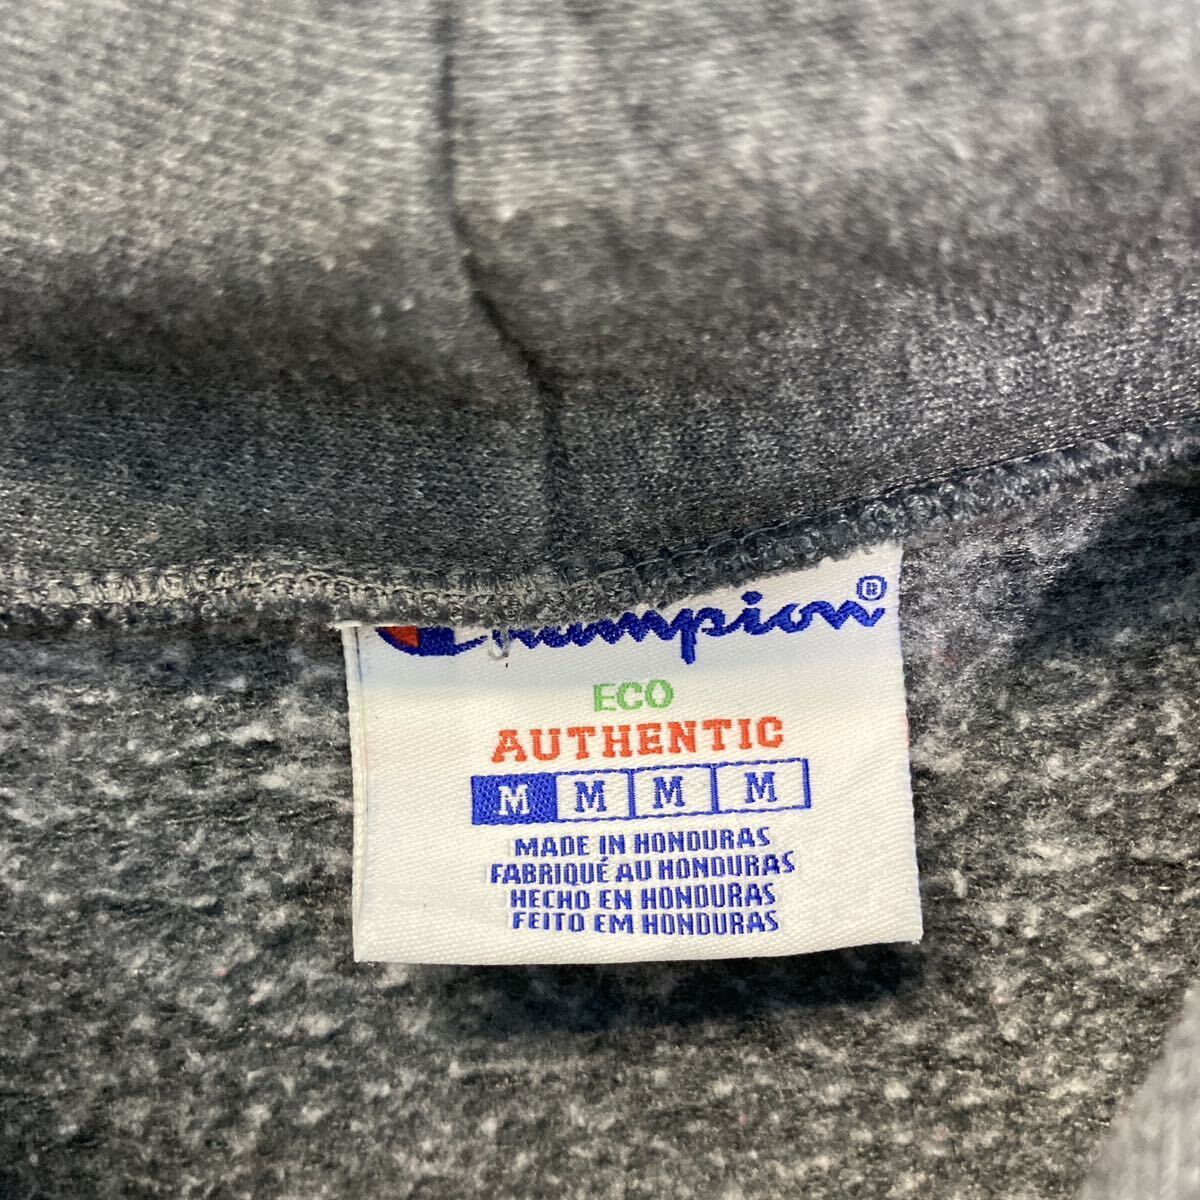 Champion®
ECO
AUTHENTIC
M M M M
MADE IN HONDURAS
FABRIQUÉ AU HONDURAS
HECHO EN HONDURAS
FEITO EM HONDURAS